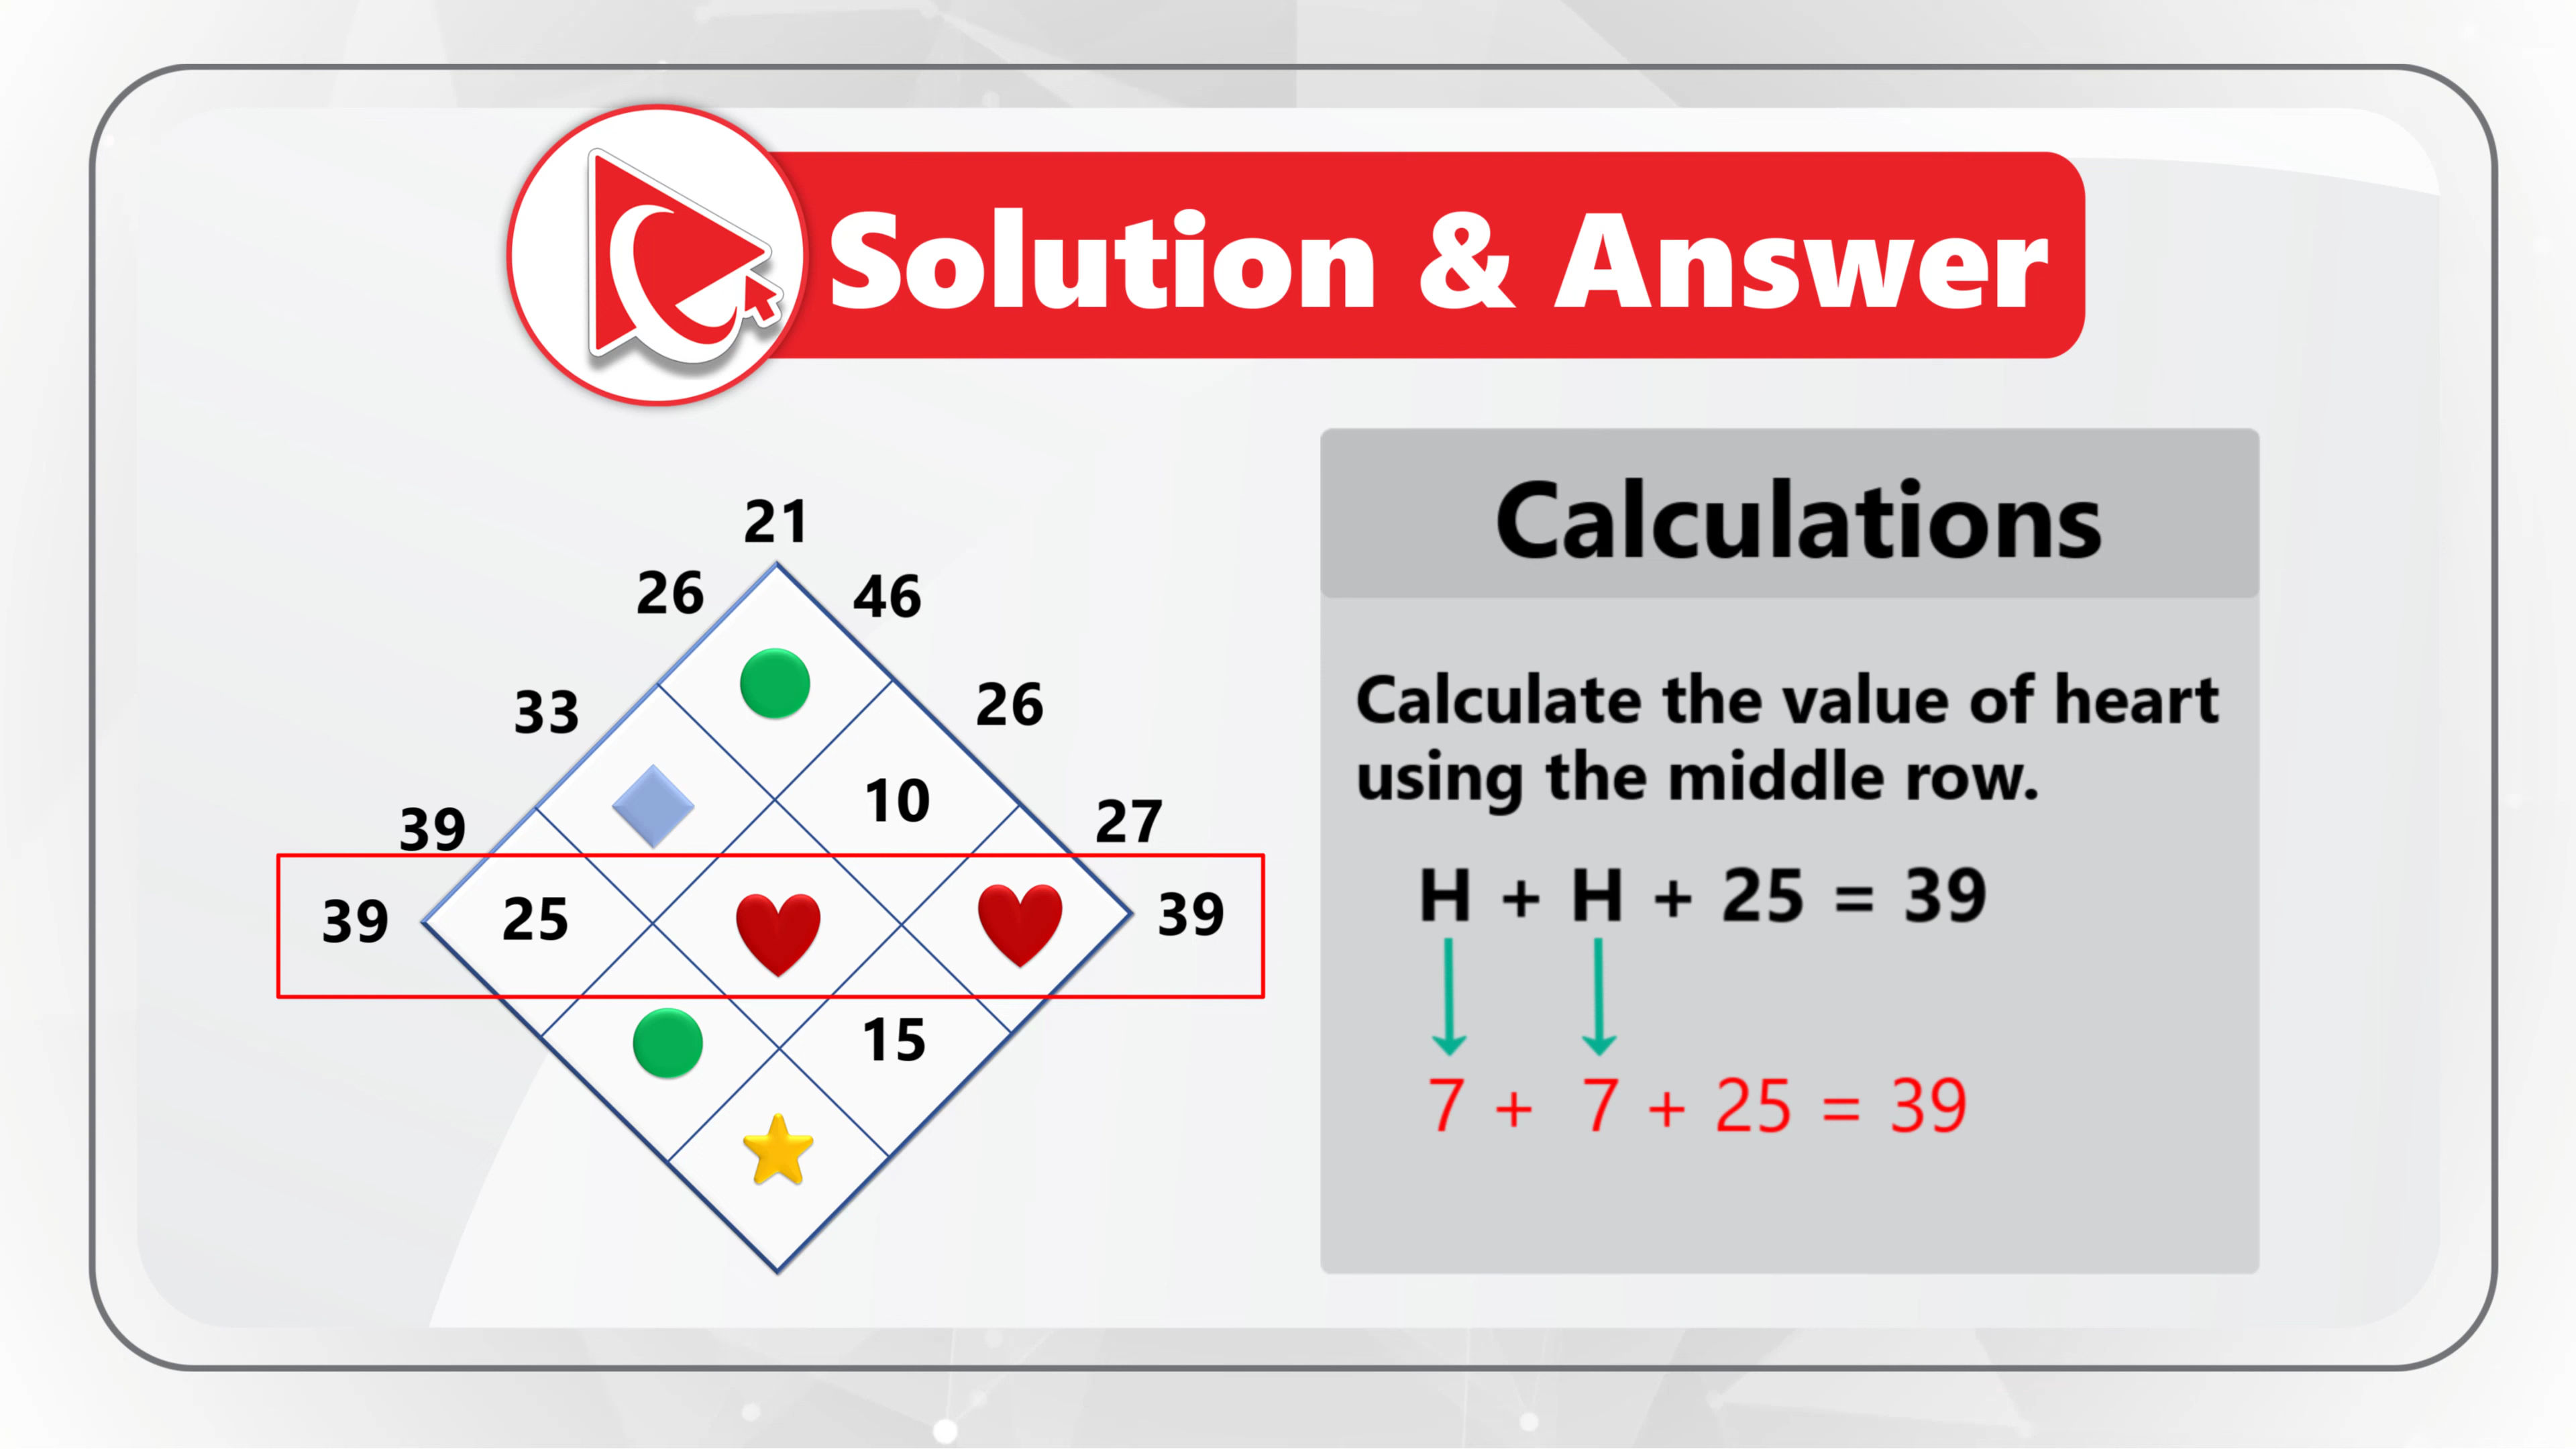 Solution & Answer
21
26 46
33 26
39 27
39 39
10
25
15
Calculations
Calculate the value of heart
using the middle row.
H + H + 25 = 39
7 + 7 + 25 = 39